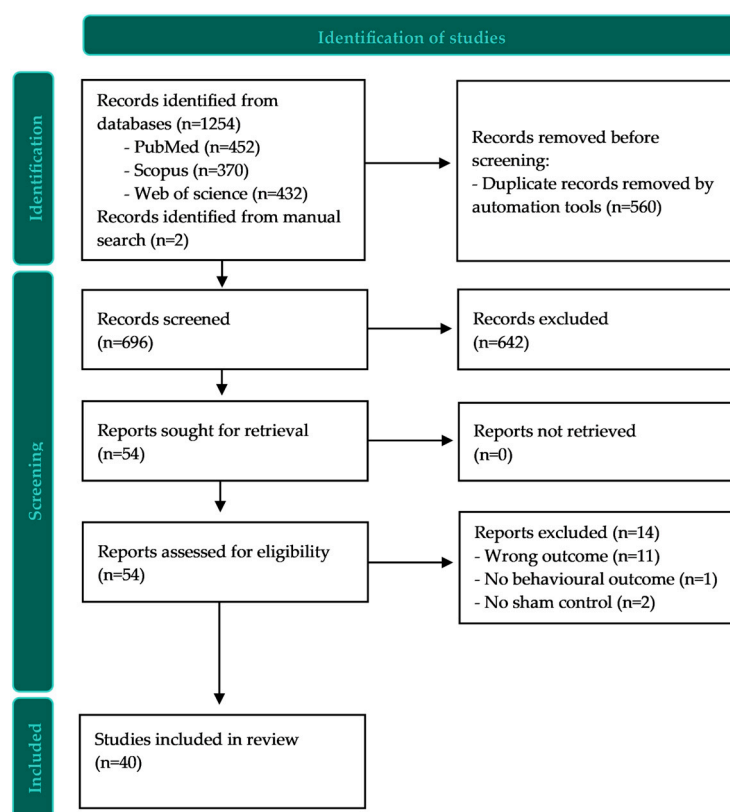 Identification of studies
Identification
Records identified from
databases (n=1254)
- PubMed (n=452)
- Scopus (n=370)
- Web of science (n=432)
Records identified from manual
search (n=2)
Records removed before
screening:
- Duplicate records removed by
automation tools (n=560)
Screening
Records screened
(n=696)
Records excluded
(n=642)
Reports sought for retrieval
(n=54)
Reports not retrieved
(n=0)
Reports assessed for eligibility
(n=54)
Reports excluded (n=14)
- Wrong outcome (n=11)
- No behavioural outcome (n=1)
- No sham control (n=2)
Included
Studies included in review
(n=40)